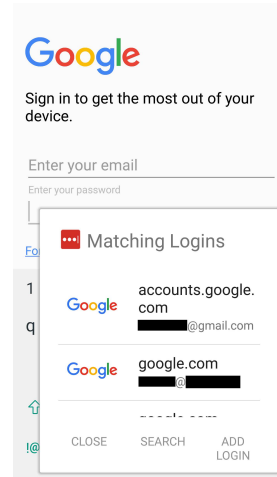 Google
Sign in to get the most out of your
device.
Enter your email
Enter your password
Matching Logins
1
q
!@
Google
accounts.google.
com
@gmail.com
Google
google.com
@
CLOSE
SEARCH
ADD
LOGIN